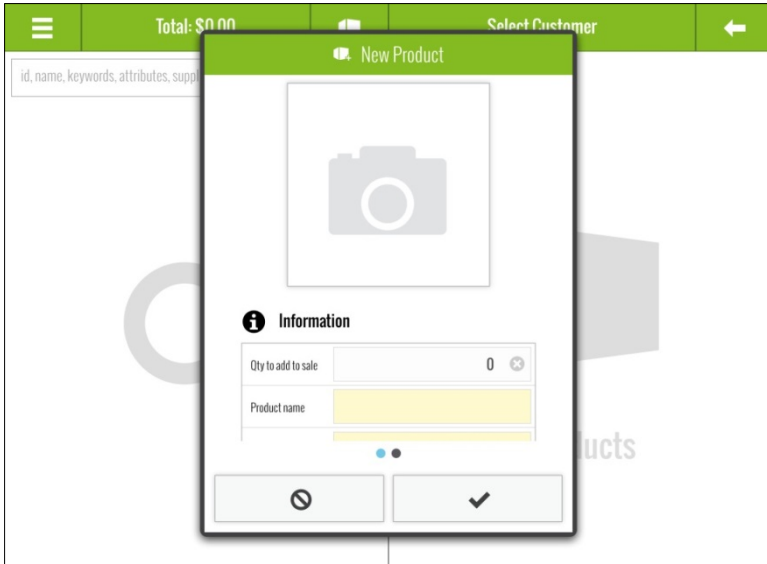 Total: $0.00
Select Customer
New Product
id, name, keywords, attributes, suppl
Information
Qty to add to sale
0
Product name
ducts